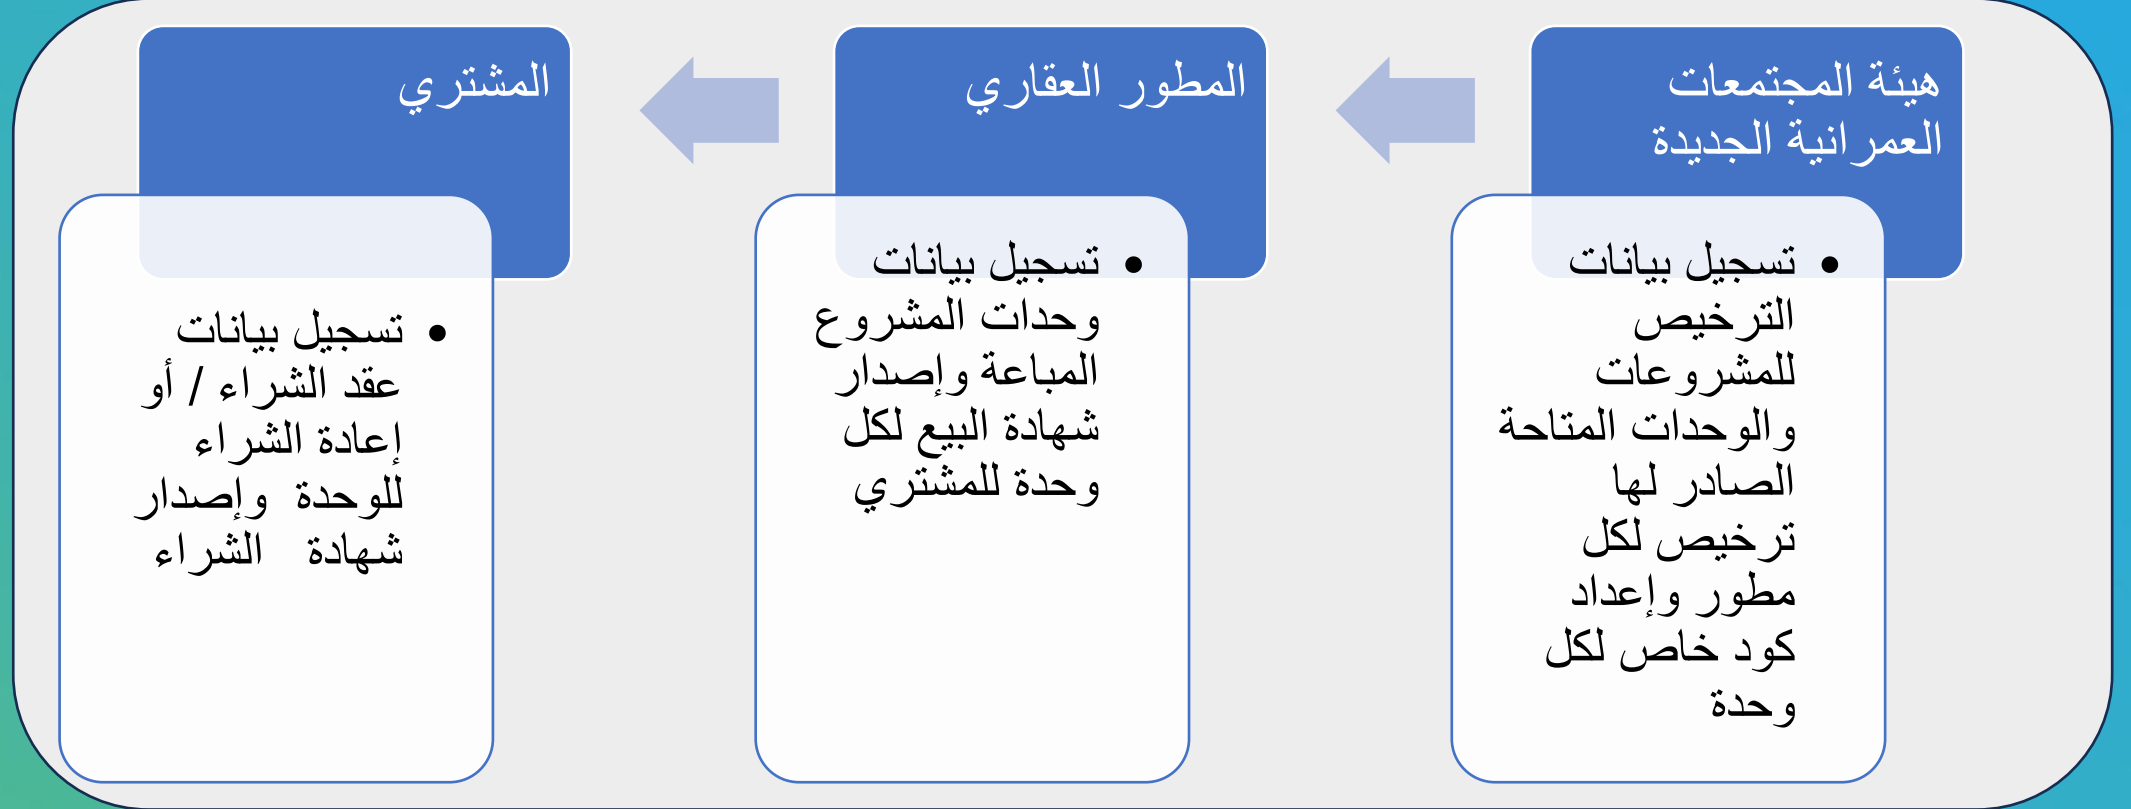 هيئة المجتمعات
العمرانية الجديدة
• تسجيل بيانات
الترخيص
للمشروعات
والوحدات المتاحة
الصادر لها
ترخيص لكل
مطور وإعداد
كود خاص لكل
وحدة
المطور العقاري
• تسجيل بيانات
وحدات المشروع
المباعة وإصدار
شهادة البيع لكل
وحدة للمشتري
المشتري
• تسجيل بيانات
عقد الشراء / أو
إعادة الشراء
للوحدة وإصدار
شهادة الشراء